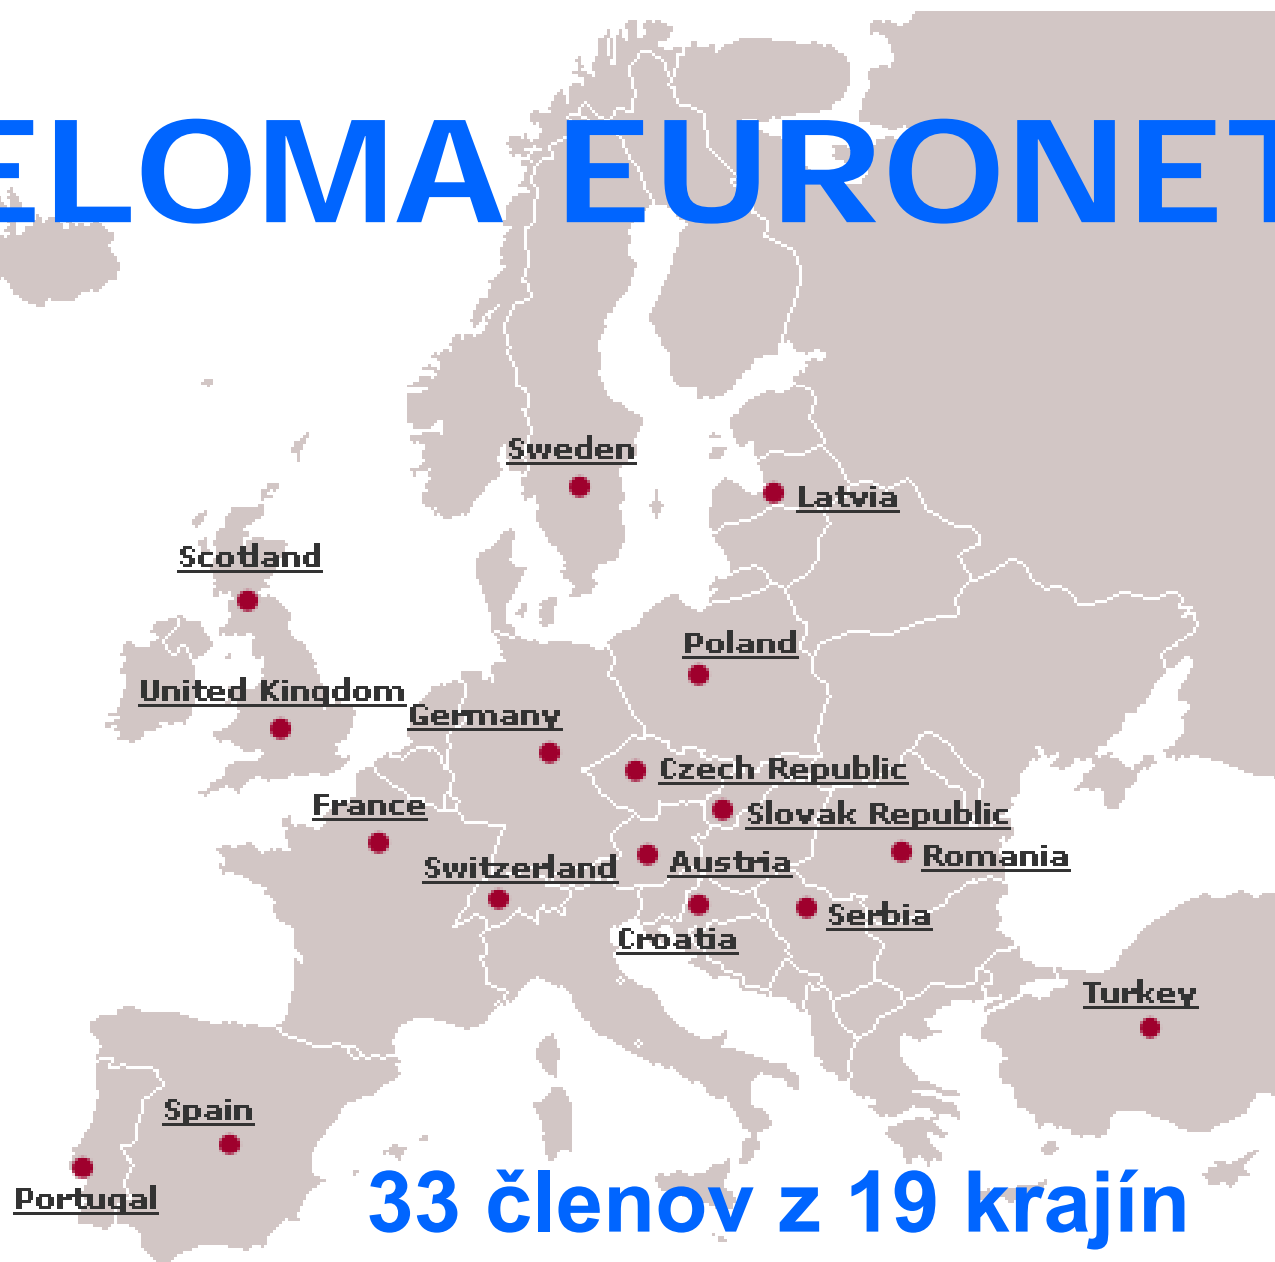 ELOMA EURONET
Sweden
Latvia
Scotland
Poland
United Kingdom
Germany
Czech Republic
France
Slovak Republic
Switzerland
Austria
Romania
Serbia
Croatia
Turkey
Spain
Portugal
33 členov z 19 krajín